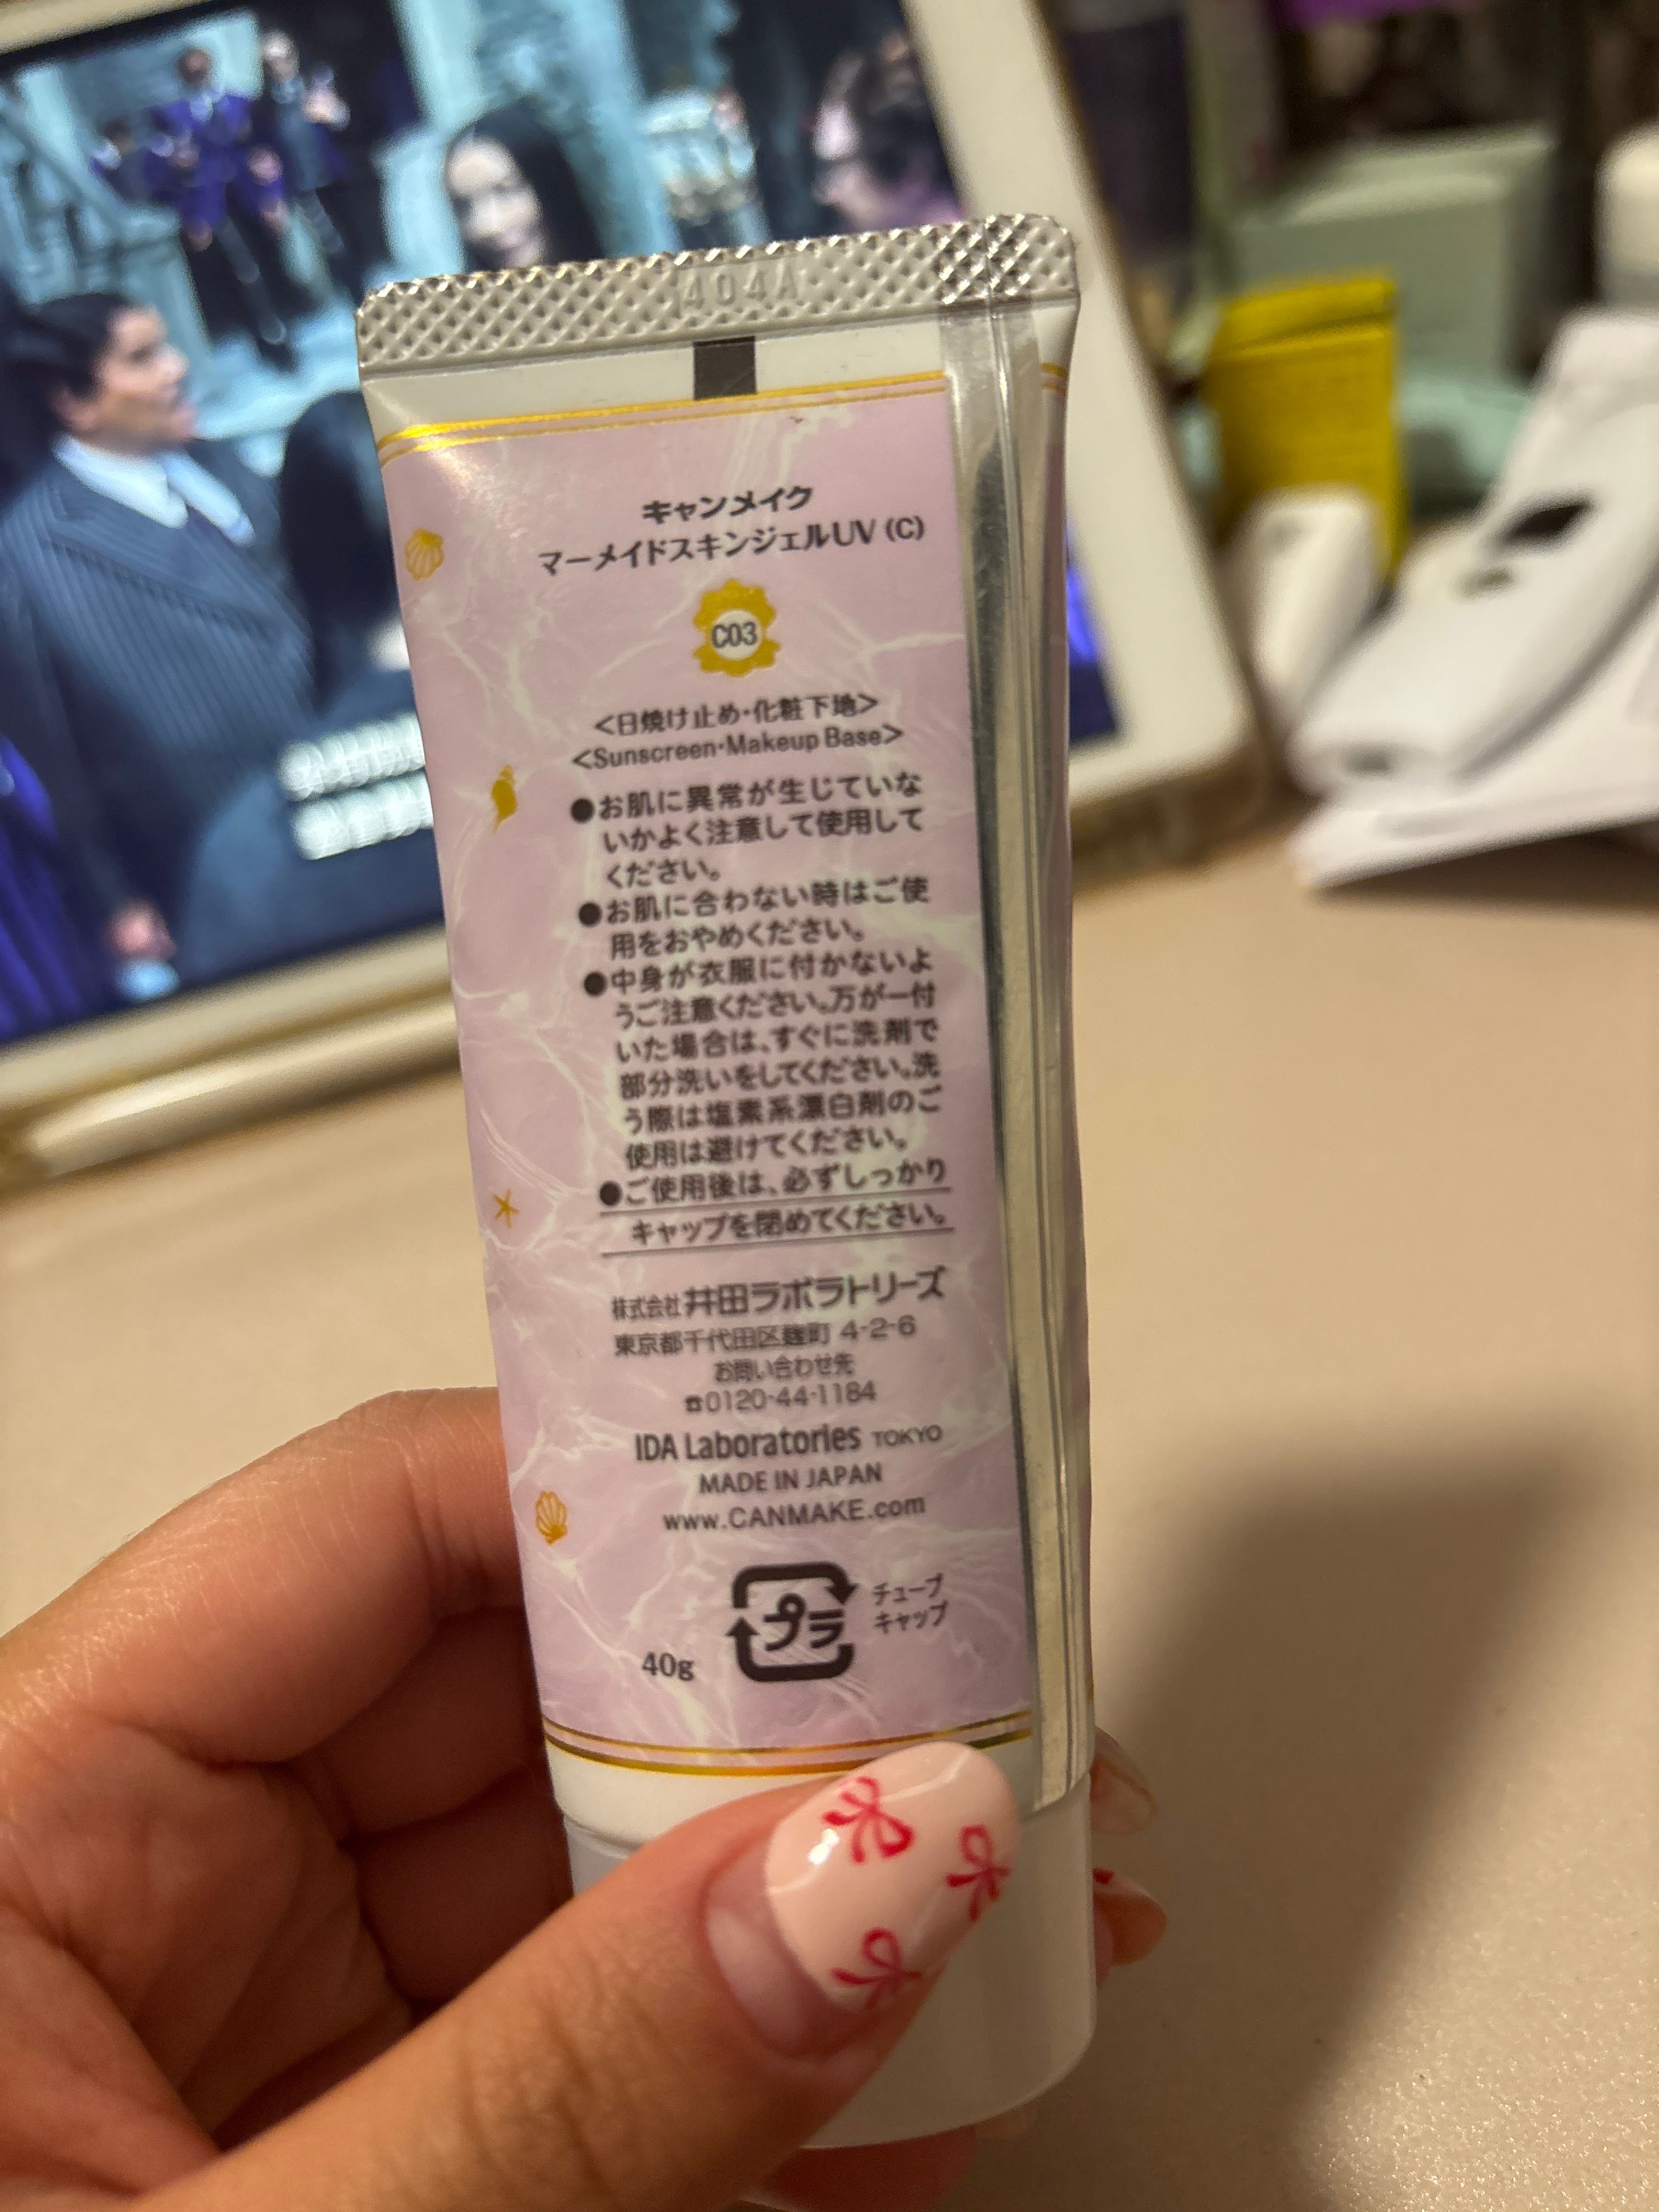 404A
キャンメイク
マーメイドスキンジェルUV(C)
C03
<日焼け止め・化粧下地>
<Sunscreen・Makeup Base>
●お肌に異常が生じていな
いかよく注意して使用して
ください。
●お肌に合わない時はご使
用をおやめください。
●中身が衣服に付かないよ
うご注意ください。万が一付
いた場合は、すぐに洗剤で
部分洗いをしてください。洗
う際は塩素系漂白剤のご
使用は避けてください。
●ご使用後は、必ずしっかり
キャップを閉めてください。
株式会社井田ラボラトリーズ
東京都千代田区麹町 4-2-6
お問い合わせ先
☎0120-44-1184
IDA Laboratories TOKYO
MADE IN JAPAN
www.CANMAKE.com
プラ
チューブ
キャップ
40g